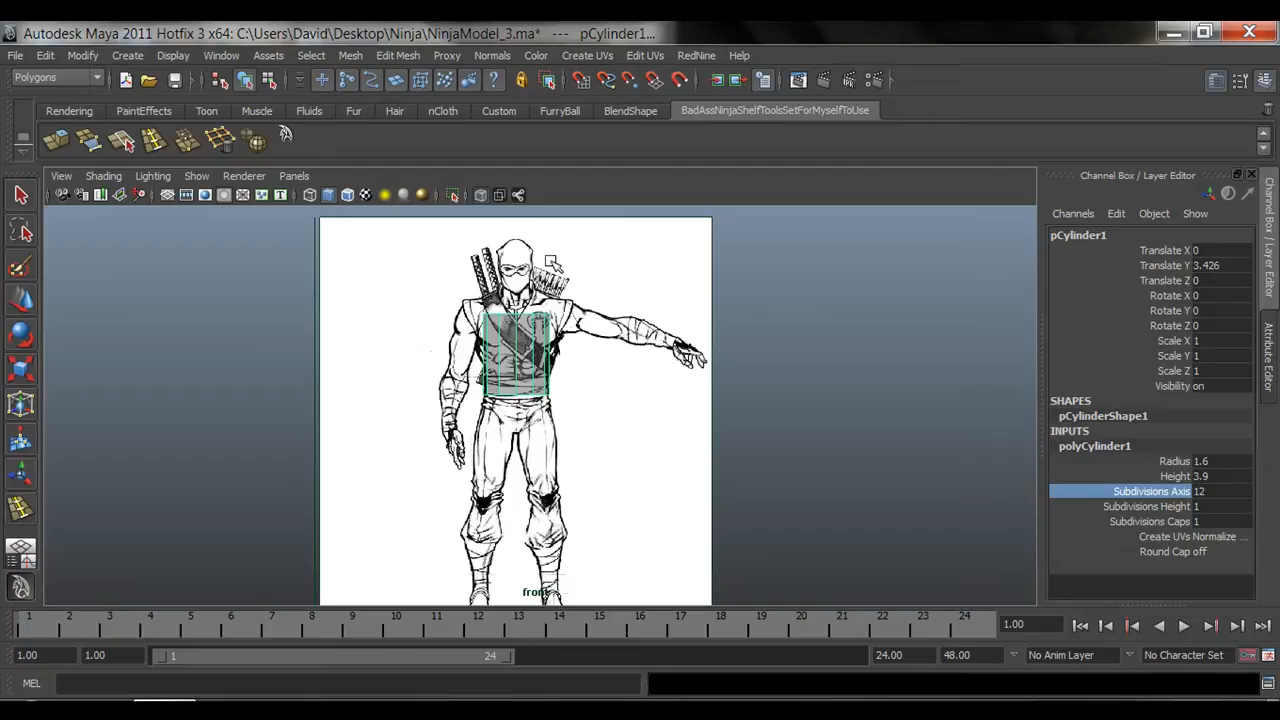 Autodesk Maya 2011 Hotfix 3 x64: C:\Users\David\Desktop\Ninja\NinjaModel_3.ma* --- pCylinder1...
File Edit Modify Create Display Window Assets Select Mesh Edit Mesh Proxy Normals Color Create UVs Edit UVs RedNine Help
Polygons
Rendering PaintEffects Toon Muscle Fluids Fur Hair nCloth Custom FurryBall BlendShape BadAssNinjaShelfToolsSetForMyselfToUse
View Shading Lighting Show Renderer Panels
Channel Box / Layer Editor
Channels Edit Object Show
pCylinder1
Translate X 0
Translate Y 3.426
Translate Z 0
Rotate X 0
Rotate Y 0
Rotate Z 0
Scale X 1
Scale Y 1
Scale Z 1
Visibility on
SHAPES
pCylinderShape1
INPUTS
polyCylinder1
Radius 1.6
Height 3.9
Subdivisions Axis 12
Subdivisions Height 1
Subdivisions Caps 1
Create UVs Normalize ...
Round Cap off
Channel Box / Layer Editor
Attribute Editor
front
1 2 3 4 5 6 7 8 9 10 11 12 13 14 15 16 17 18 19 20 21 22 23 24
1.00
1.00 1.00 1 24 24.00 48.00 No Anim Layer No Character Set
MEL